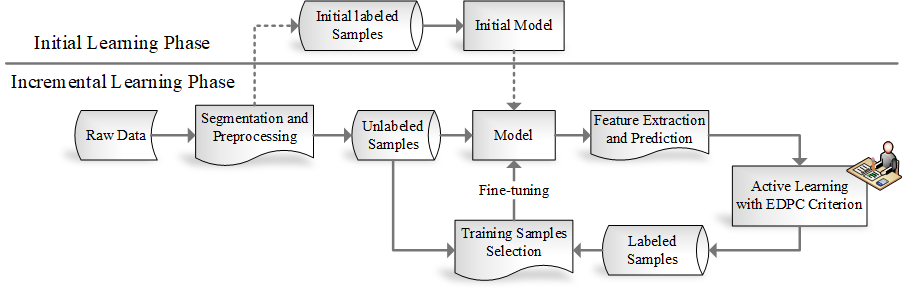 Initial labeled
Samples
Initial Model
Initial Learning Phase
Incremental Learning Phase
Raw Data
Segmentation and
Preprocessing
Unlabeled
Samples
Model
Feature Extraction
and Prediction
Active Learning
with EDPC Criterion
Fine-tuning
Training Samples
Selection
Labeled
Samples